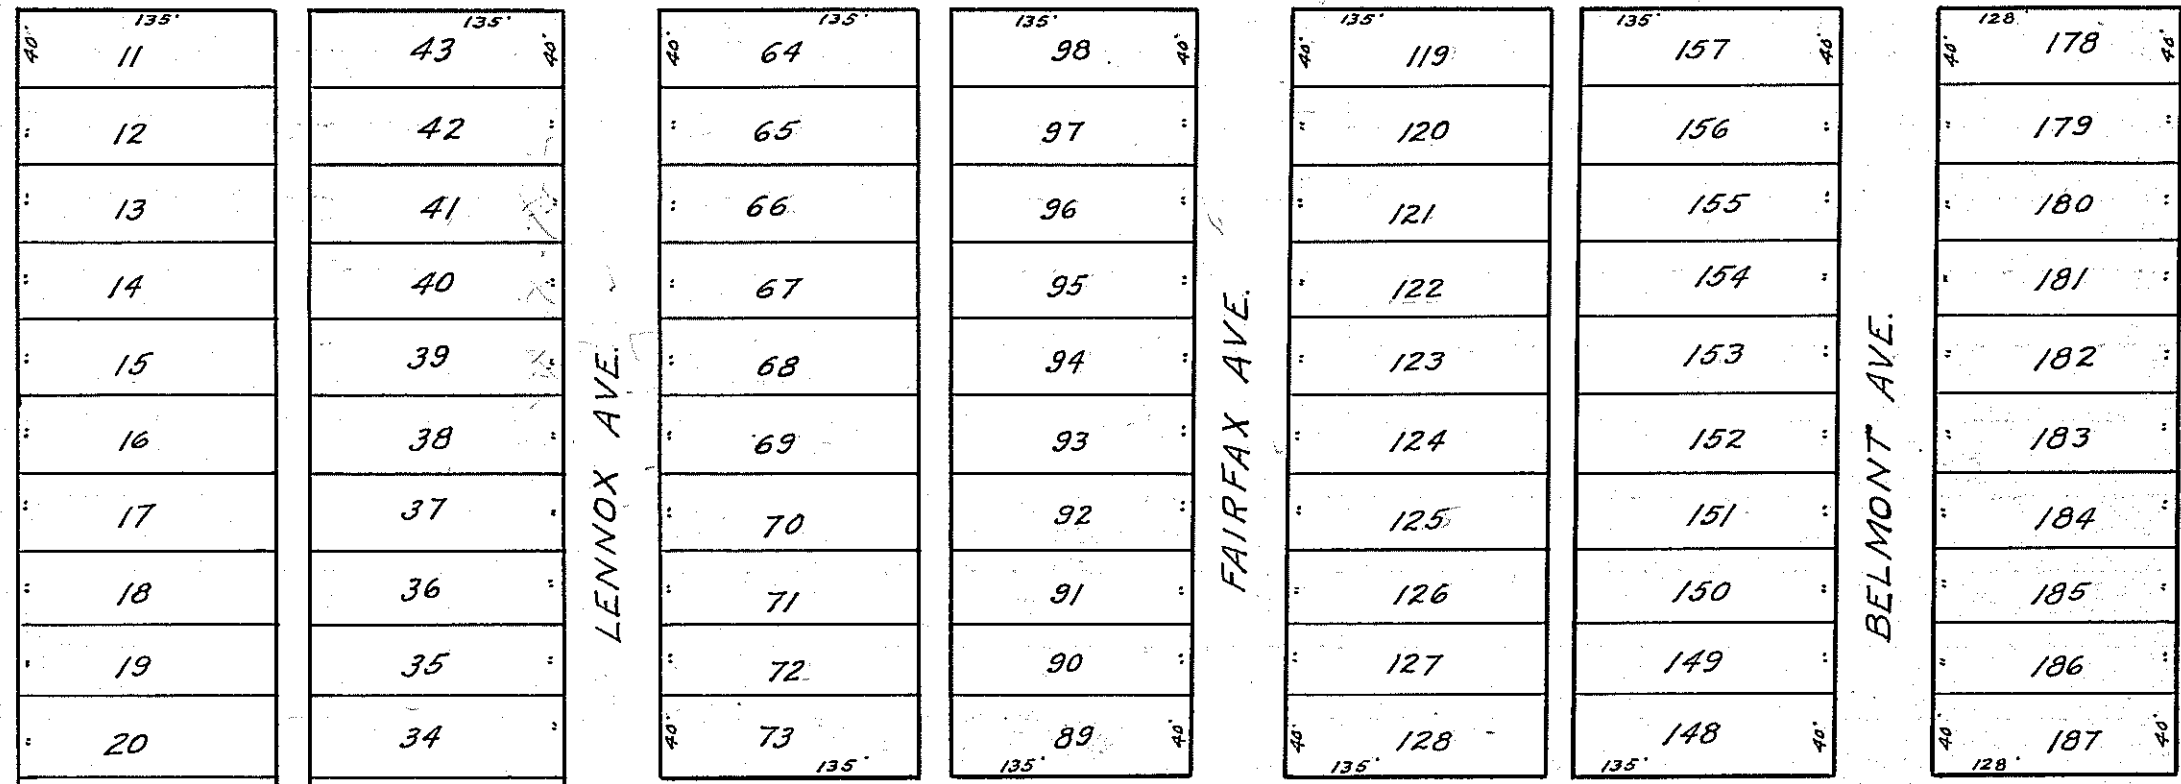 135' 135' 135' 135' 135' 135' 128
40' 11 43 40' 40' 64 98 40' 40' 119 157 40' 40' 178 40'
" 12 42 " " 65 97 " " 120 156 " " 179 "
" 13 41 " " 66 96 " " 121 155 " " 180 "
" 14 40 " " 67 95 " " 122 154 " " 181 "
" 15 39 " " 68 94 " 123 153 " " 182 "
" 16 38 " " 69 93 " " 124 152 " " 183 "
" 17 37 " " 70 92 " " 125 151 " " 184 "
" 18 36 " " 71 91 " " 126 150 " " 185 "
" 19 35 " " 72 90 " " 127 149 " " 186 "
" 20 34 " 40' 73 89 40' 40' 128 148 40' 40' 187 40'
135' 135' 135' 135' 128'
LENNOX AVE.
FAIRFAX AVE.
BELMONT AVE.